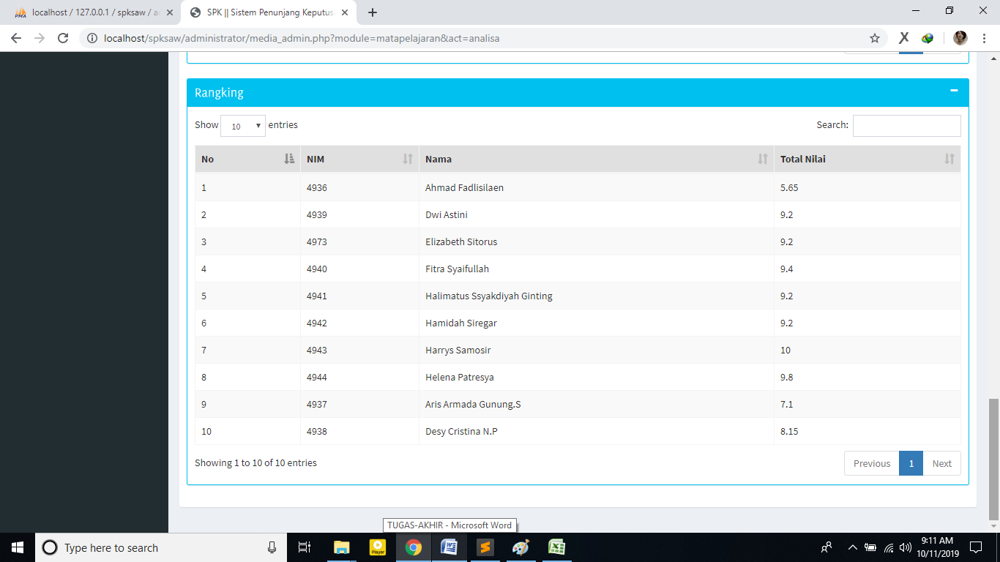 localhost / 127.0.0.1 / spksaw /
SPK || Sistem Penunjang Keputus
localhost/spksaw/administrator/media_admin.php?module=matapelajaran&act=analisa
Rangking
Show 10 entries Search:
No NIM Nama Total Nilai
1 4936 Ahmad Fadlisilaen 5.65
2 4939 Dwi Astini 9.2
3 4973 Elizabeth Sitorus 9.2
4 4940 Fitra Syaifullah 9.4
5 4941 Halimatus Ssyakdiyah Ginting 9.2
6 4942 Hamidah Siregar 9.2
7 4943 Harrys Samosir 10
8 4944 Helena Patresya 9.8
9 4937 Aris Armada Gunung.S 7.1
10 4938 Desy Cristina N.P 8.15
Showing 1 to 10 of 10 entries Previous 1 Next
TUGAS-AKHIR - Microsoft Word
Type here to search
9:11 AM
10/11/2019